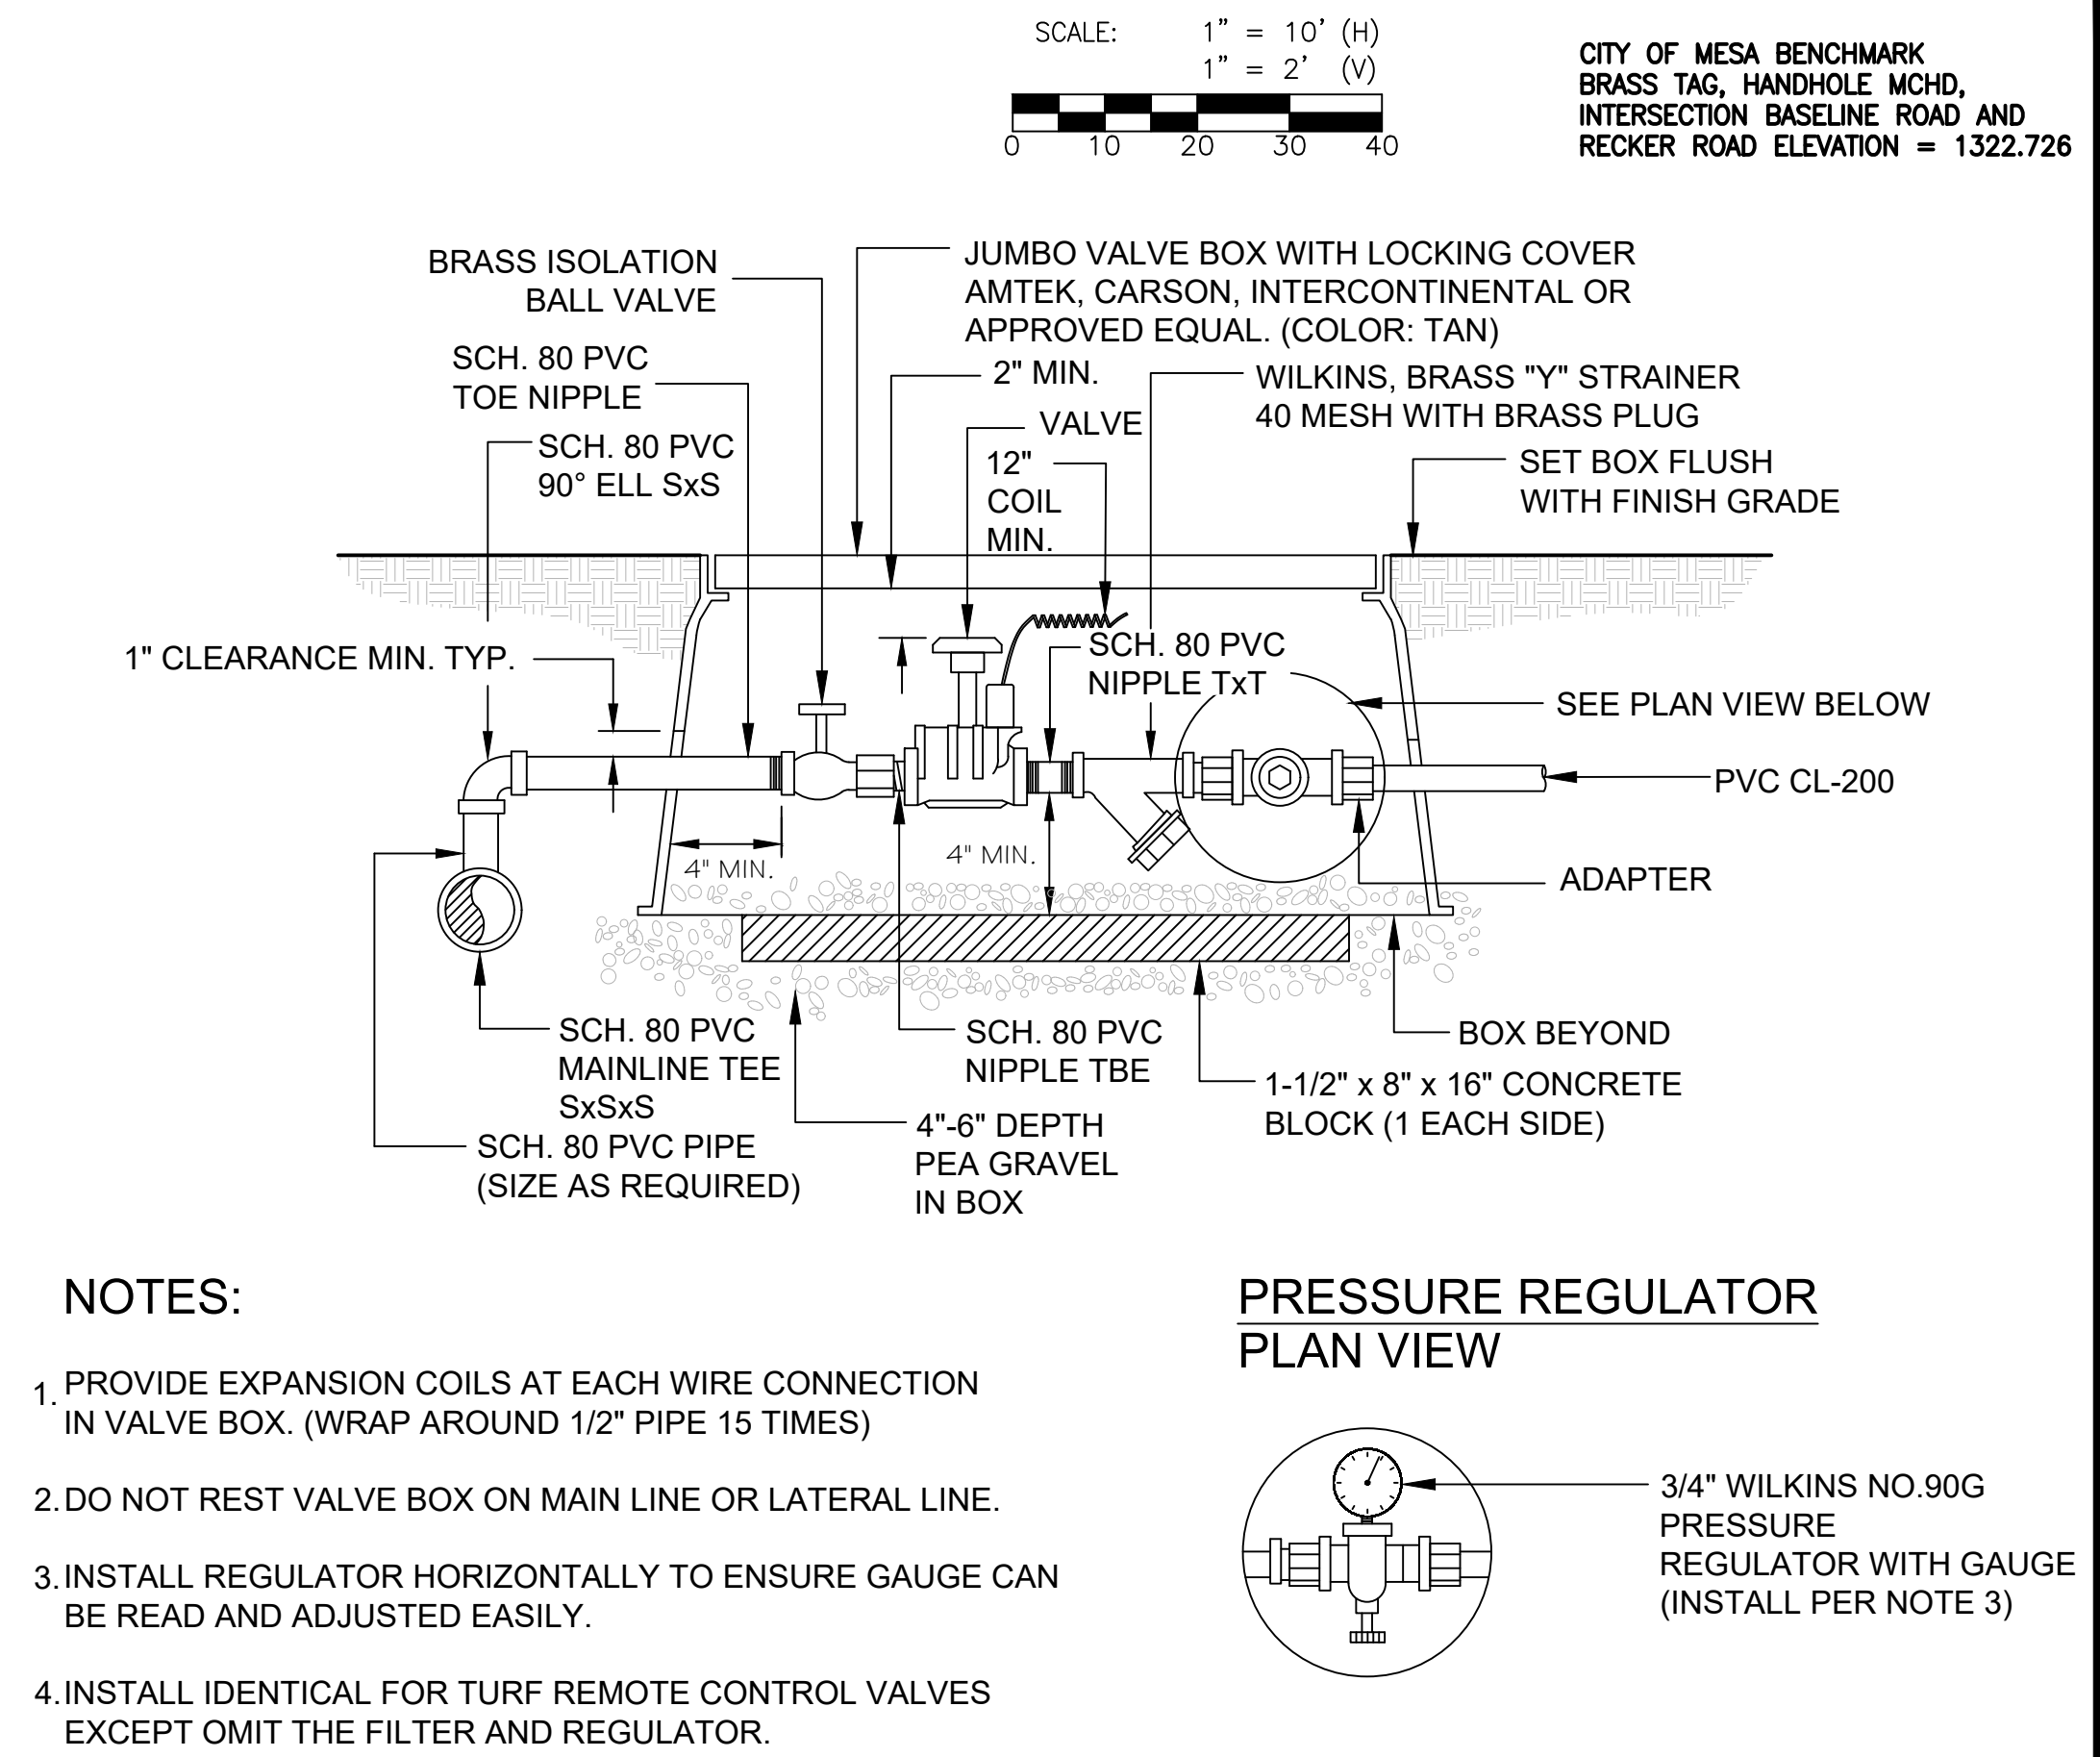 SCALE: 1" = 10' (H)
1" = 2' (V)
0 10 20 30 40
CITY OF MESA BENCHMARK
BRASS TAG, HANDHOLE MCHD,
INTERSECTION BASELINE ROAD AND
RECKER ROAD ELEVATION = 1322.726
BRASS ISOLATION
BALL VALVE
JUMBO VALVE BOX WITH LOCKING COVER
AMTEK, CARSON, INTERCONTINENTAL OR
APPROVED EQUAL. (COLOR: TAN)
SCH. 80 PVC
TOE NIPPLE
2" MIN.
WILKINS, BRASS "Y" STRAINER
40 MESH WITH BRASS PLUG
VALVE
SCH. 80 PVC
90° ELL SxS
12"
COIL
MIN.
SET BOX FLUSH
WITH FINISH GRADE
1" CLEARANCE MIN. TYP.
SCH. 80 PVC
NIPPLE TxT
SEE PLAN VIEW BELOW
PVC CL-200
4" MIN.
4" MIN.
ADAPTER
SCH. 80 PVC
MAINLINE TEE
SxSxS
SCH. 80 PVC
NIPPLE TBE
BOX BEYOND
1-1/2" x 8" x 16" CONCRETE
BLOCK (1 EACH SIDE)
4"-6" DEPTH
PEA GRAVEL
IN BOX
SCH. 80 PVC PIPE
(SIZE AS REQUIRED)
NOTES:
1. PROVIDE EXPANSION COILS AT EACH WIRE CONNECTION
IN VALVE BOX. (WRAP AROUND 1/2" PIPE 15 TIMES)
2. DO NOT REST VALVE BOX ON MAIN LINE OR LATERAL LINE.
3. INSTALL REGULATOR HORIZONTALLY TO ENSURE GAUGE CAN
BE READ AND ADJUSTED EASILY.
4. INSTALL IDENTICAL FOR TURF REMOTE CONTROL VALVES
EXCEPT OMIT THE FILTER AND REGULATOR.
PRESSURE REGULATOR
PLAN VIEW
3/4" WILKINS NO.90G
PRESSURE
REGULATOR WITH GAUGE
(INSTALL PER NOTE 3)